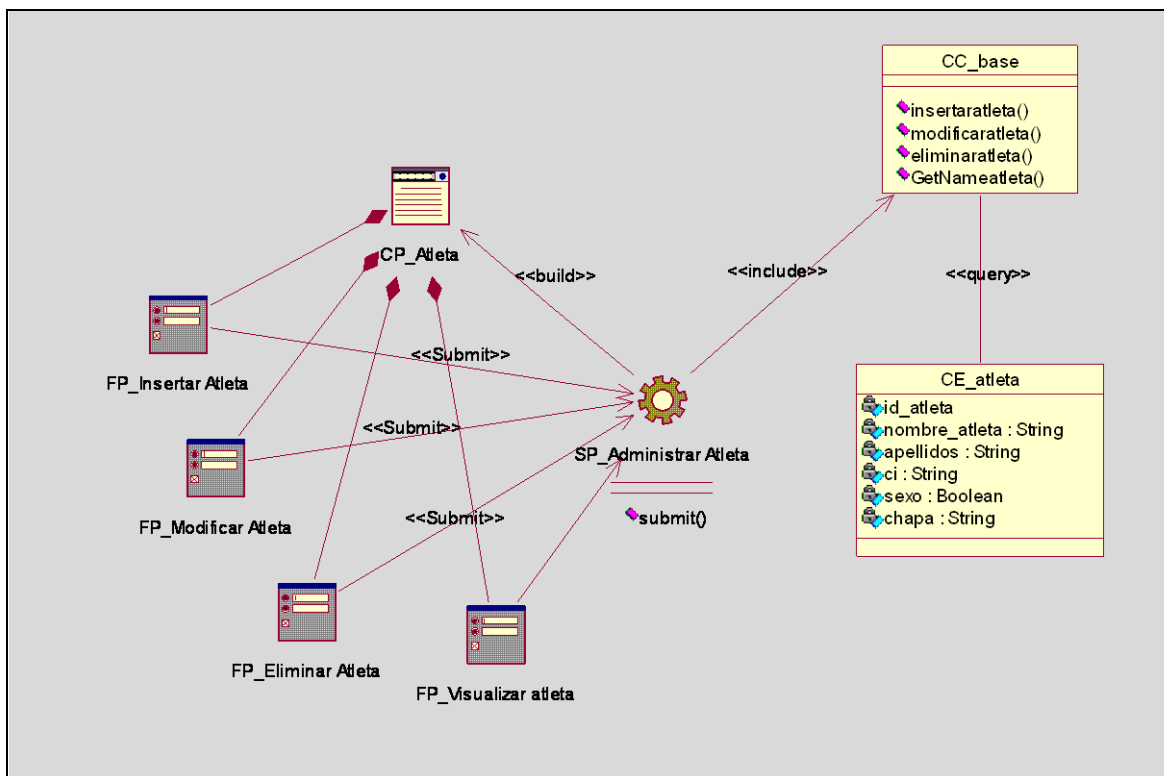 CC_base
insertaratleta()
modificaratleta()
eliminaratleta()
GetNameatleta()
CP_Atleta
<<build>>
<<include>>
<<query>>
FP_Insertar Atleta
<<Submit>>
CE_atleta
id_atleta
nombre_atleta : String
apellidos : String
ci : String
sexo : Boolean
chapa : String
<<Submit>>
SP_Administrar Atleta
submit()
FP_Modificar Atleta
<<Submit>>
FP_Eliminar Atleta
FP_Visualizar atleta